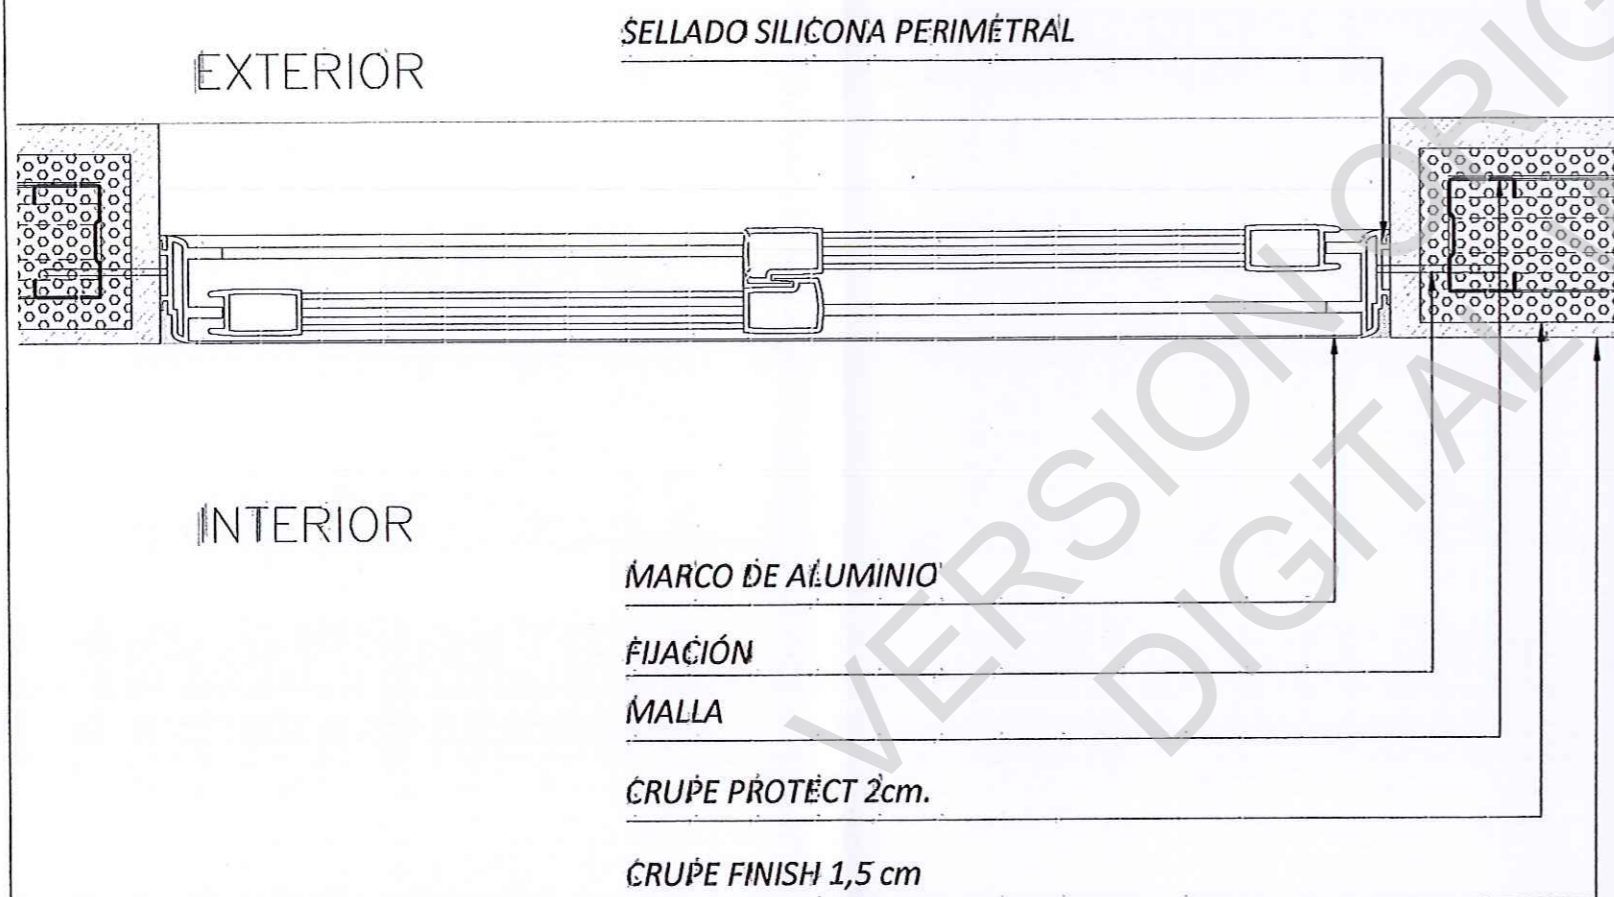 SELLADO SILICONA PERIMÉTRAL
EXTERIOR
INTERIOR
MARCO DE ALUMINIO
FIJACIÓN
MALLA
CRUPE PROTECT 2cm.
CRUPE FINISH 1,5 cm
VERSION ORIG
DIGITAL